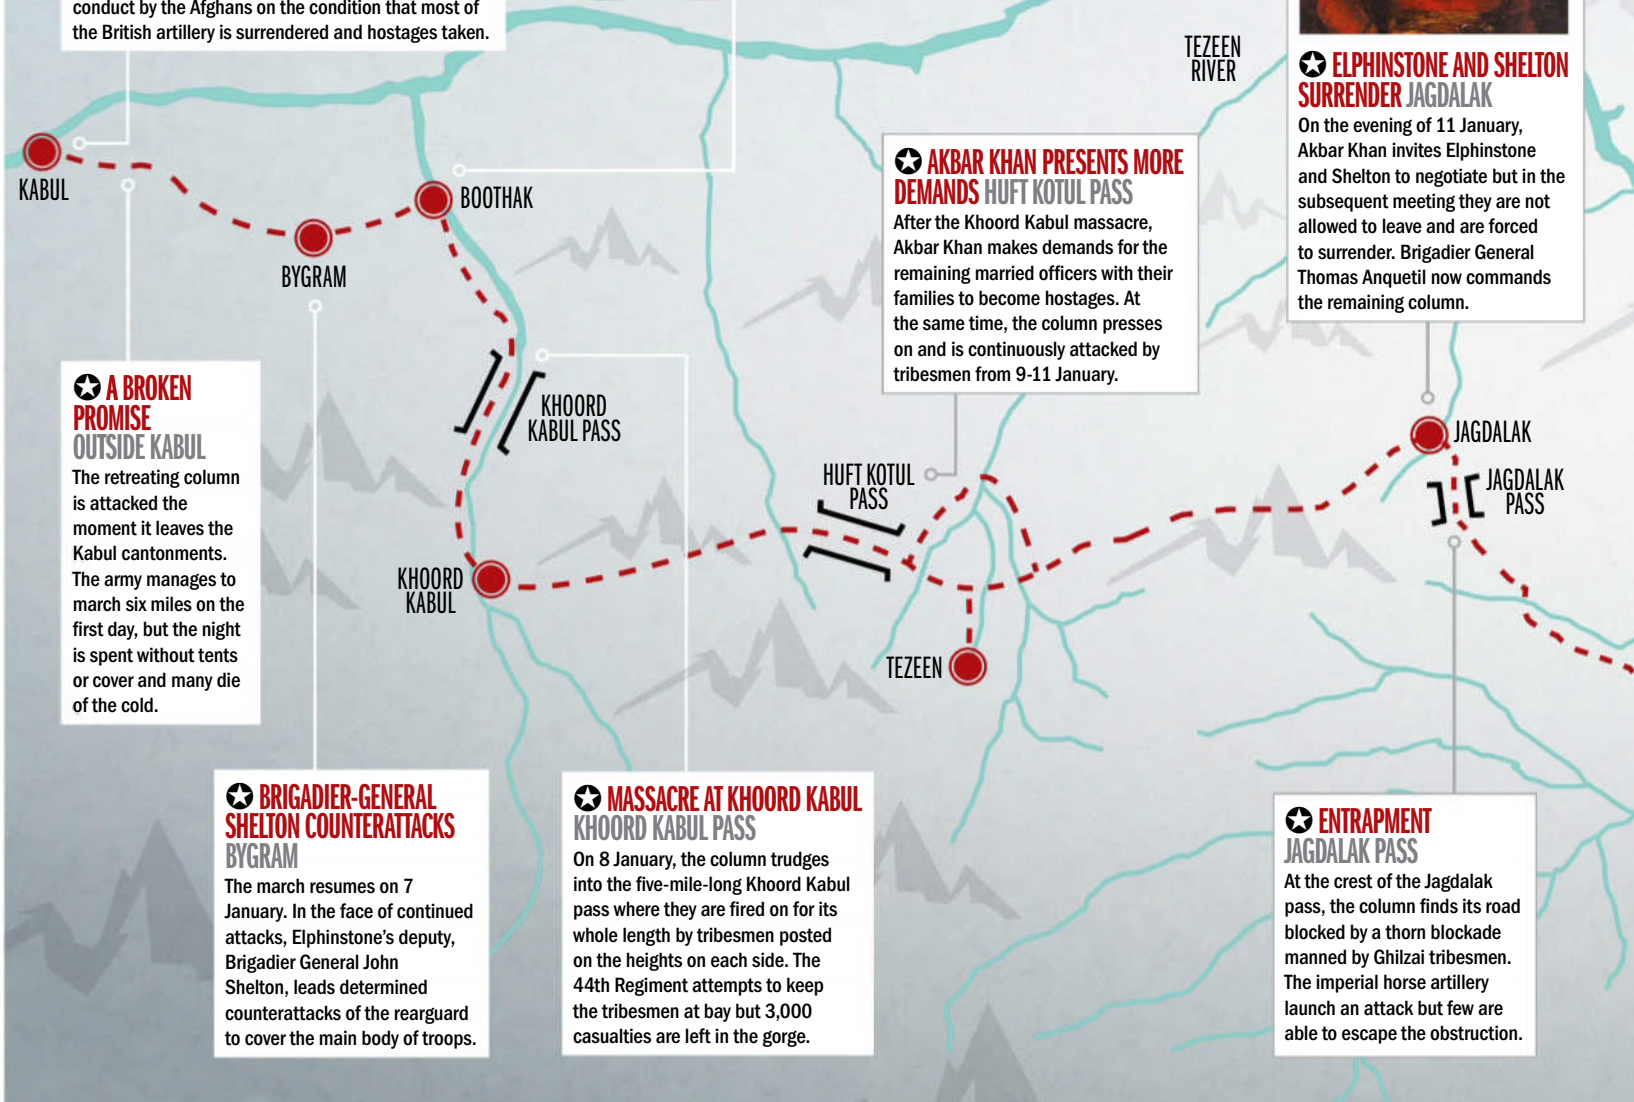 conduct by the Afghans on the condition that most of
the British artillery is surrendered and hostages taken.
TEZEEN
RIVER
ELPHINSTONE AND SHELTON
SURRENDER JAGDALAK
On the evening of 11 January,
Akbar Khan invites Elphinstone
and Shelton to negotiate but in the
subsequent meeting they are not
allowed to leave and are forced
to surrender. Brigadier General
Thomas Anquetil now commands
the remaining column.
AKBAR KHAN PRESENTS MORE
DEMANDS HUFT KOTUL PASS
After the Khoord Kabul massacre,
Akbar Khan makes demands for the
remaining married officers with their
families to become hostages. At
the same time, the column presses
on and is continuously attacked by
tribesmen from 9-11 January.
KABUL
BOOTHAK
BYGRAM
A BROKEN
PROMISE
OUTSIDE KABUL
The retreating column
is attacked the
moment it leaves the
Kabul cantonments.
The army manages to
march six miles on the
first day, but the night
is spent without tents
or cover and many die
of the cold.
KHOORD
KABUL PASS
HUFT KOTUL
PASS
JAGDALAK
JAGDALAK
PASS
KHOORD
KABUL
TEZEEN
BRIGADIER-GENERAL
SHELTON COUNTERATTACKS
BYGRAM
The march resumes on 7
January. In the face of continued
attacks, Elphinstone's deputy,
Brigadier General John
Shelton, leads determined
counterattacks of the rearguard
to cover the main body of troops.
MASSACRE AT KHOORD KABUL
KHOORD KABUL PASS
On 8 January, the column trudges
into the five-mile-long Khoord Kabul
pass where they are fired on for its
whole length by tribesmen posted
on the heights on each side. The
44th Regiment attempts to keep
the tribesmen at bay but 3,000
casualties are left in the gorge.
ENTRAPMENT
JAGDALAK PASS
At the crest of the Jagdalak
pass, the column finds its road
blocked by a thorn blockade
manned by Ghilzai tribesmen.
The imperial horse artillery
launch an attack but few are
able to escape the obstruction.